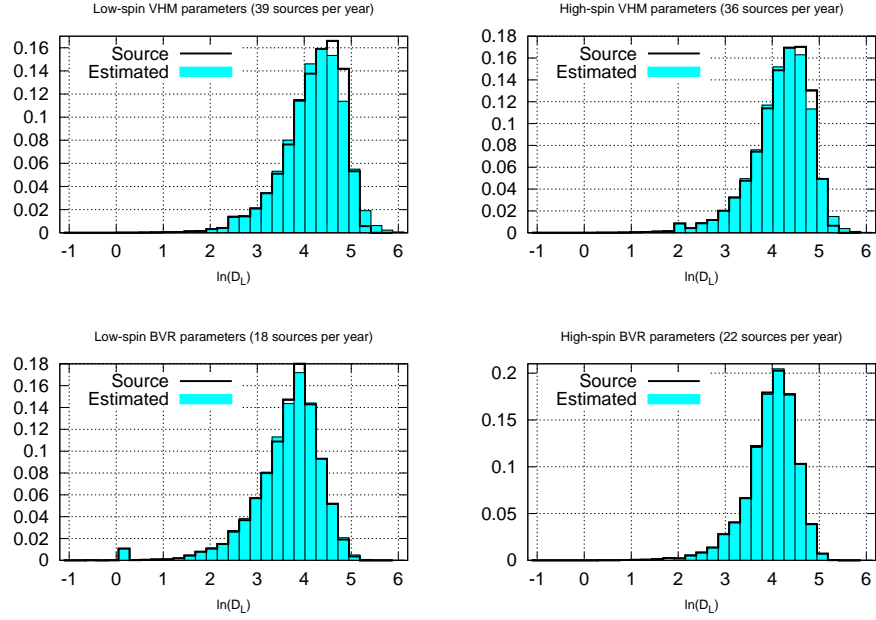 Low-spin VHM parameters (39 sources per year)
0.16
0.14
0.12
0.1
0.08
0.06
0.04
0.02
0
Source
Estimated
-1 0 1 2 3 4 5 6
ln(D_L)
High-spin VHM parameters (36 sources per year)
0.18
0.16
0.14
0.12
0.1
0.08
0.06
0.04
0.02
0
Source
Estimated
-1 0 1 2 3 4 5 6
ln(D_L)
Low-spin BVR parameters (18 sources per year)
0.18
0.16
0.14
0.12
0.1
0.08
0.06
0.04
0.02
0
Source
Estimated
-1 0 1 2 3 4 5 6
ln(D_L)
High-spin BVR parameters (22 sources per year)
0.2
0.15
0.1
0.05
0
Source
Estimated
-1 0 1 2 3 4 5 6
ln(D_L)